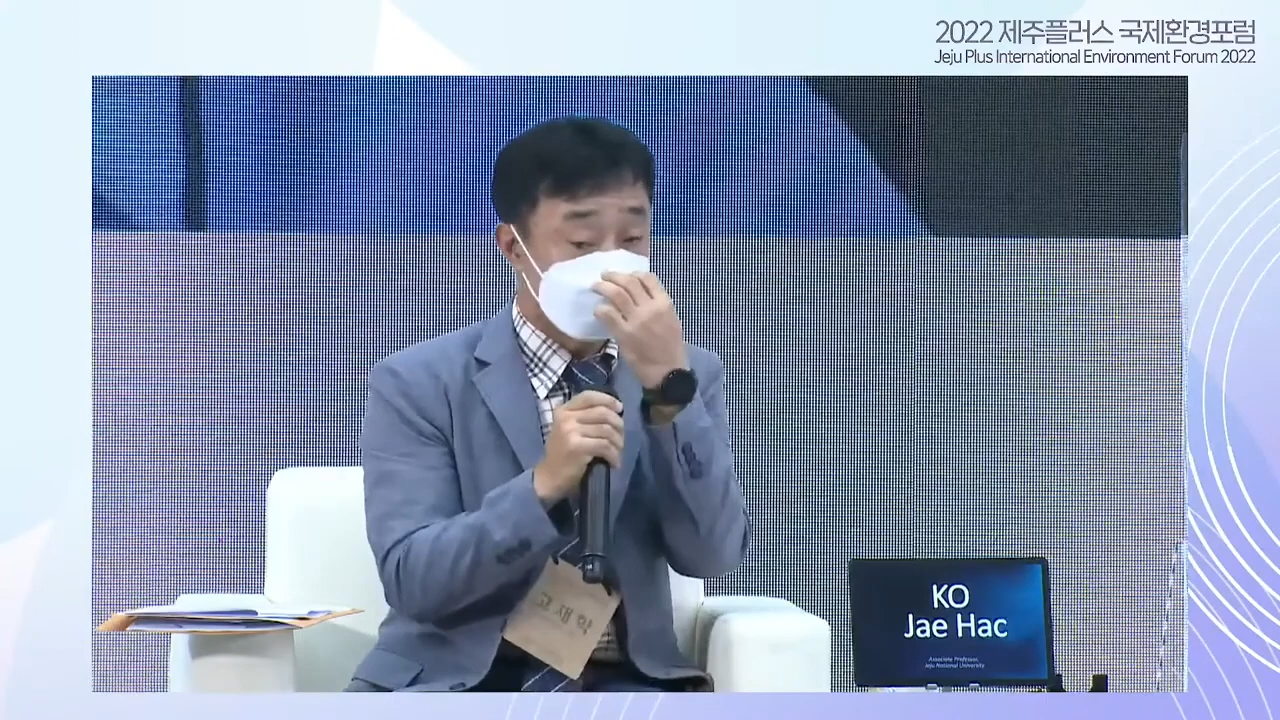 2022 제주플러스 국제환경포럼
Jeju Plus International Environment Forum 2022
고재학
KO
Jae Hac
Associate Professor,
Jeju National University